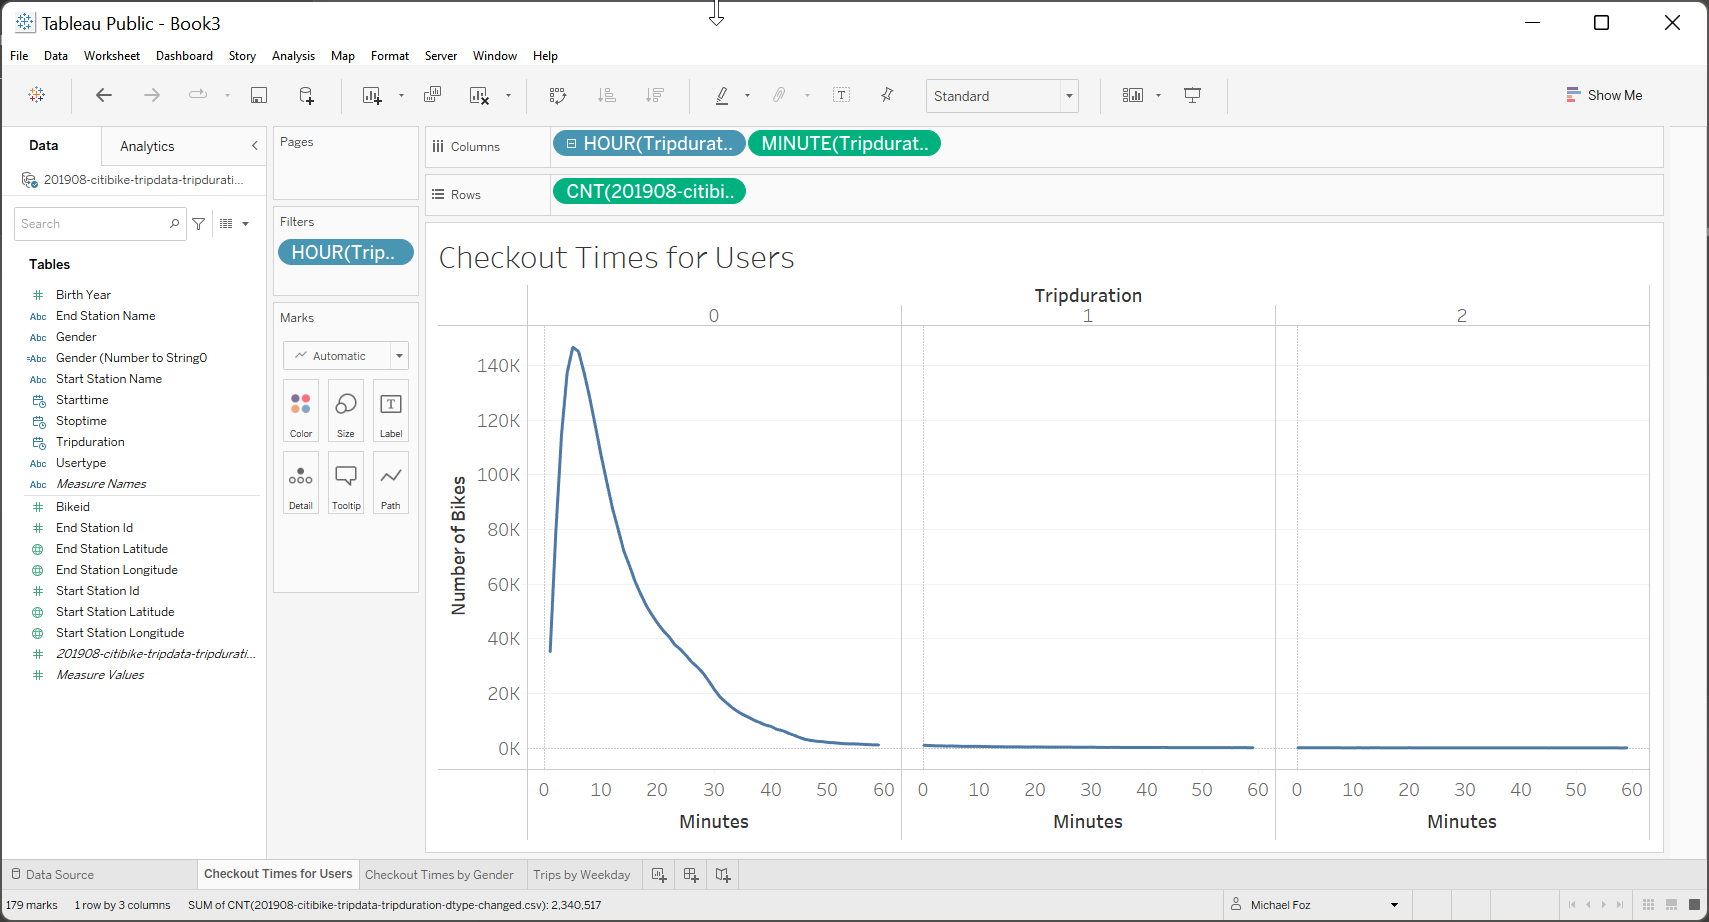 Tableau Public - Book3
File Data Worksheet Dashboard Story Analysis Map Format Server Window Help
Standard
Show Me
Data Analytics
201908-citibike-tripdata-tripdurati...
Search
Tables
Birth Year
Abc End Station Name
Abc Gender
=Abc Gender (Number to String0
Abc Start Station Name
Starttime
Stoptime
Tripduration
Abc Usertype
Abc Measure Names
Bikeid
End Station Id
End Station Latitude
End Station Longitude
Start Station Id
Start Station Latitude
Start Station Longitude
201908-citibike-tripdata-tripdurati...
Measure Values
Pages
Filters
HOUR(Trip..
Marks
Automatic
Color Size Label
Detail Tooltip Path
Columns HOUR(Tripdurat.. MINUTE(Tripdurat..
Rows CNT(201908-citibi..
Checkout Times for Users
Tripduration
0 1 2
Number of Bikes
140K
120K
100K
80K
60K
40K
20K
0K
0 10 20 30 40 50 60 0 10 20 30 40 50 60 0 10 20 30 40 50 60
Minutes Minutes Minutes
Data Source Checkout Times for Users Checkout Times by Gender Trips by Weekday
179 marks 1 row by 3 columns SUM of CNT(201908-citibike-tripdata-tripduration-dtype-changed.csv): 2,340,517 Michael Foz